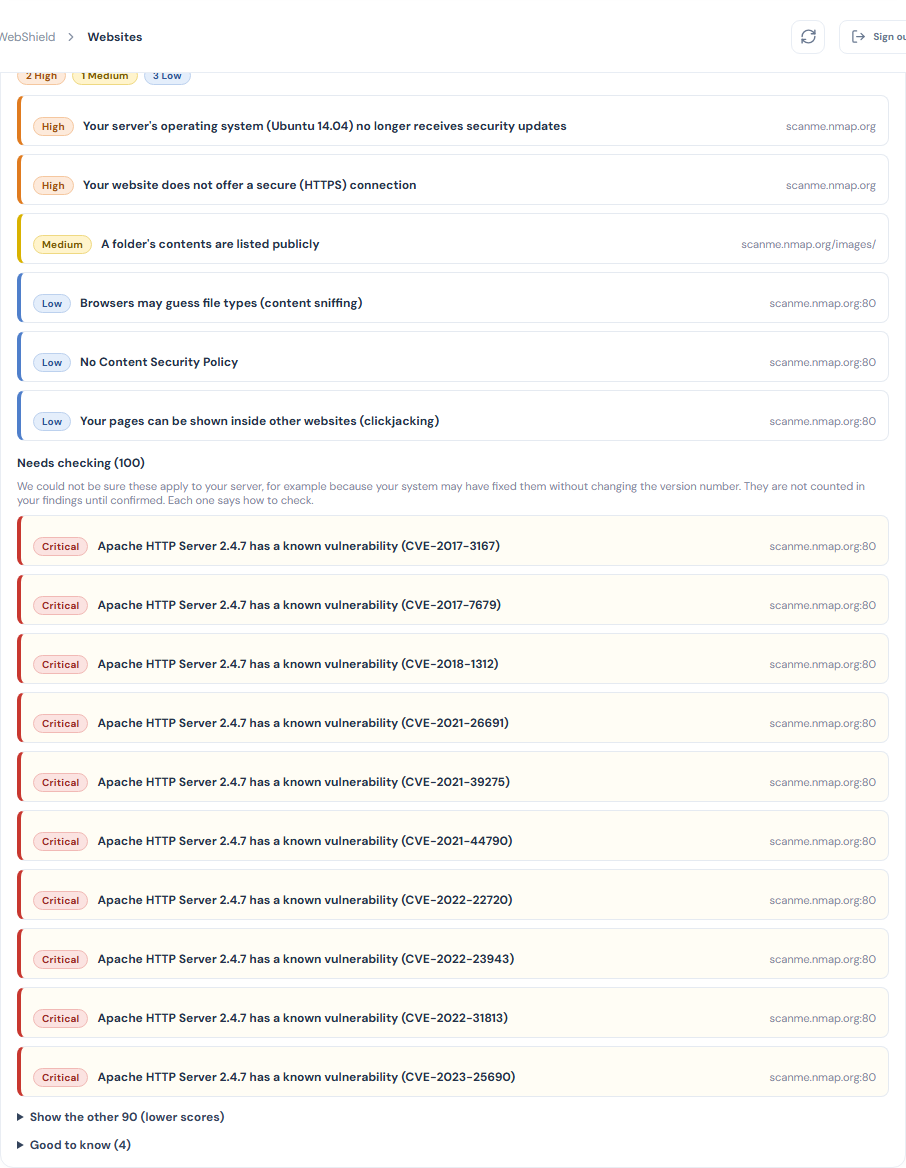 WebShield > Websites
Sign ou
2 High 1 Medium 3 Low
High Your server's operating system (Ubuntu 14.04) no longer receives security updates scanme.nmap.org
High Your website does not offer a secure (HTTPS) connection scanme.nmap.org
Medium A folder's contents are listed publicly scanme.nmap.org/images/
Low Browsers may guess file types (content sniffing) scanme.nmap.org:80
Low No Content Security Policy scanme.nmap.org:80
Low Your pages can be shown inside other websites (clickjacking) scanme.nmap.org:80
Needs checking (100)
We could not be sure these apply to your server, for example because your system may have fixed them without changing the version number. They are not counted in
your findings until confirmed. Each one says how to check.
Critical Apache HTTP Server 2.4.7 has a known vulnerability (CVE-2017-3167) scanme.nmap.org:80
Critical Apache HTTP Server 2.4.7 has a known vulnerability (CVE-2017-7679) scanme.nmap.org:80
Critical Apache HTTP Server 2.4.7 has a known vulnerability (CVE-2018-1312) scanme.nmap.org:80
Critical Apache HTTP Server 2.4.7 has a known vulnerability (CVE-2021-26691) scanme.nmap.org:80
Critical Apache HTTP Server 2.4.7 has a known vulnerability (CVE-2021-39275) scanme.nmap.org:80
Critical Apache HTTP Server 2.4.7 has a known vulnerability (CVE-2021-44790) scanme.nmap.org:80
Critical Apache HTTP Server 2.4.7 has a known vulnerability (CVE-2022-22720) scanme.nmap.org:80
Critical Apache HTTP Server 2.4.7 has a known vulnerability (CVE-2022-23943) scanme.nmap.org:80
Critical Apache HTTP Server 2.4.7 has a known vulnerability (CVE-2022-31813) scanme.nmap.org:80
Critical Apache HTTP Server 2.4.7 has a known vulnerability (CVE-2023-25690) scanme.nmap.org:80
Show the other 90 (lower scores)
Good to know (4)